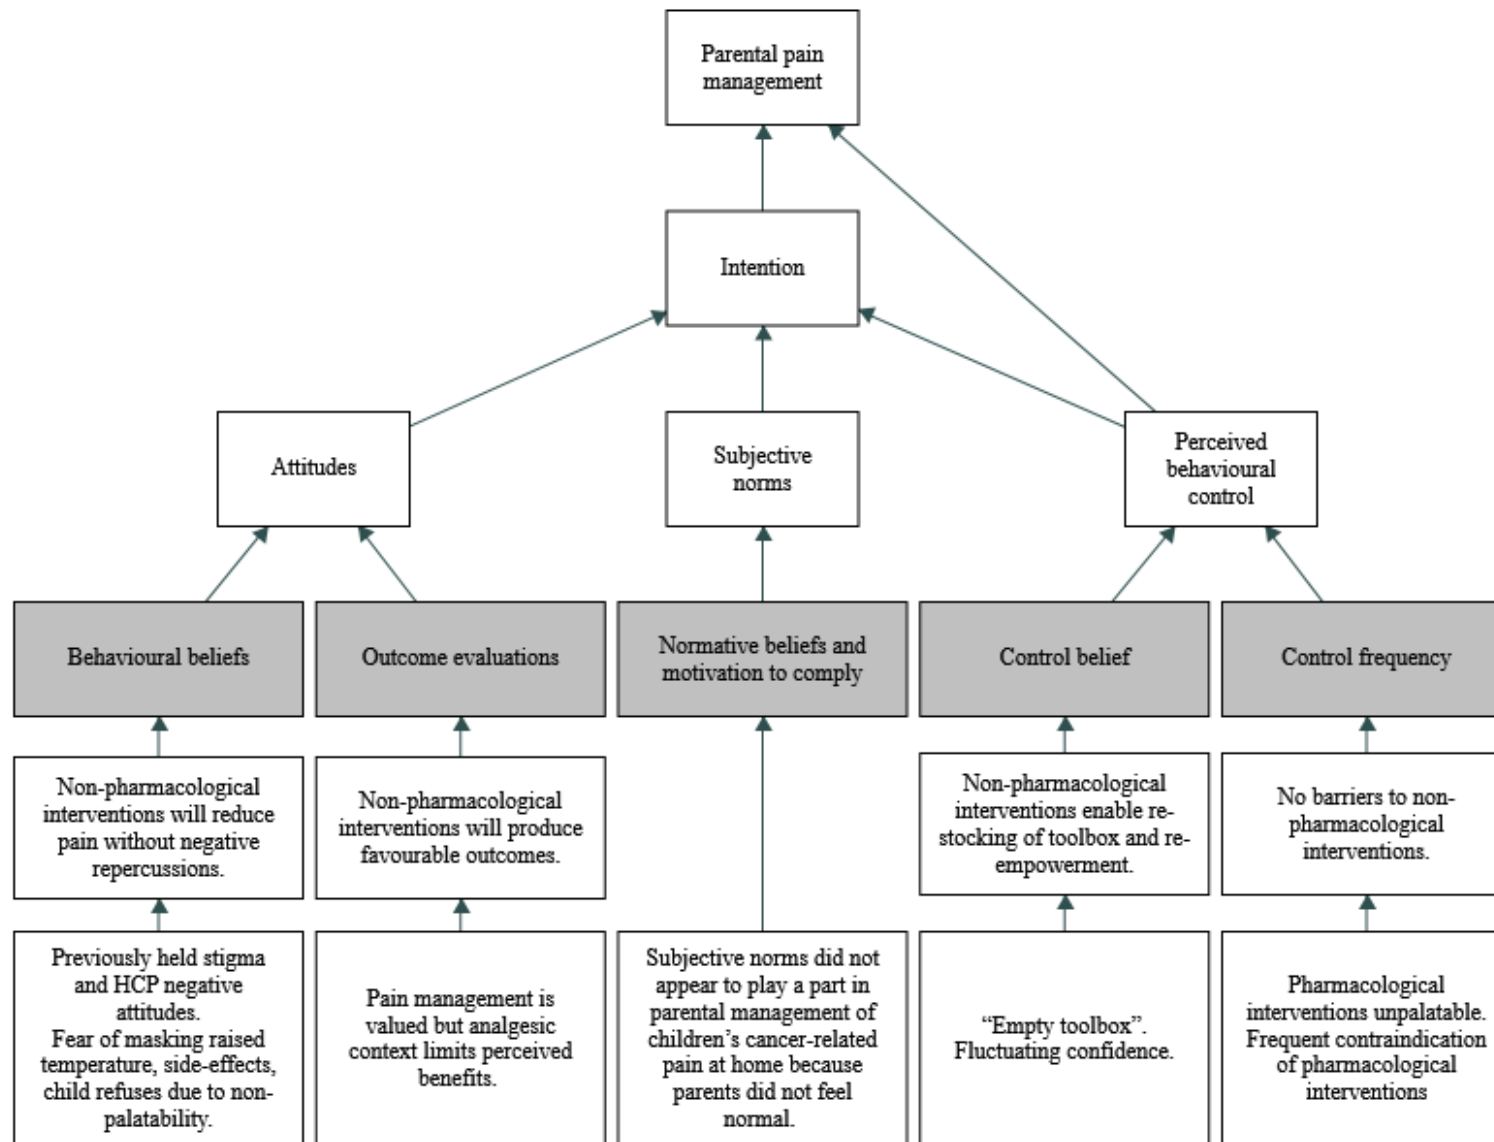 Parental pain
management
Intention
Attitudes
Subjective
norms
Perceived
behavioural
control
Behavioural beliefs
Outcome evaluations
Normative beliefs and
motivation to comply
Control belief
Control frequency
Non-pharmacological
interventions will reduce
pain without negative
repercussions.
Non-pharmacological
interventions will produce
favourable outcomes.
Non-pharmacological
interventions enable re-
stocking of toolbox and re-
empowerment.
No barriers to non-
pharmacological
interventions.
Previously held stigma
and HCP negative
attitudes.
Fear of masking raised
temperature, side-effects,
child refuses due to non-
palatability.
Pain management is
valued but analgesic
context limits perceived
benefits.
Subjective norms did not
appear to play a part in
parental management of
children’s cancer-related
pain at home because
parents did not feel
normal.
“Empty toolbox”.
Fluctuating confidence.
Pharmacological
interventions unpalatable.
Frequent contraindication
of pharmacological
interventions